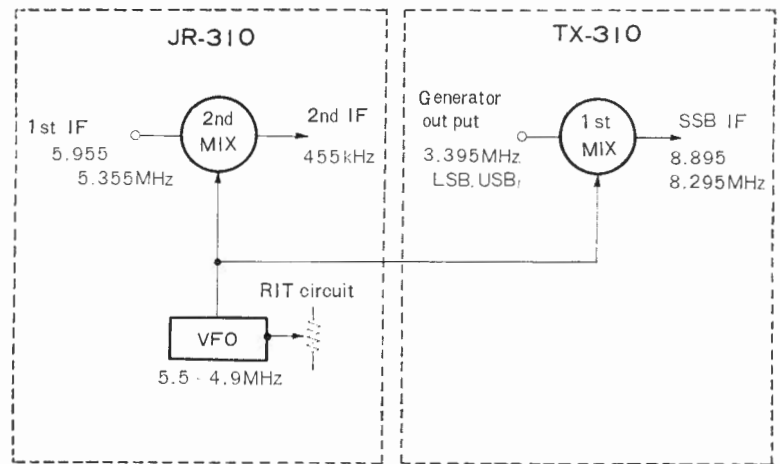 JR-310
TX-310
1st IF
5.955
5.355MHz
2nd
MIX
2nd IF
455kHz
Generator
out put
3.395MHz
LSB, USB
1st
MIX
SSB IF
8.895
8.295MHz
RIT circuit
VFO
5.5 - 4.9MHz